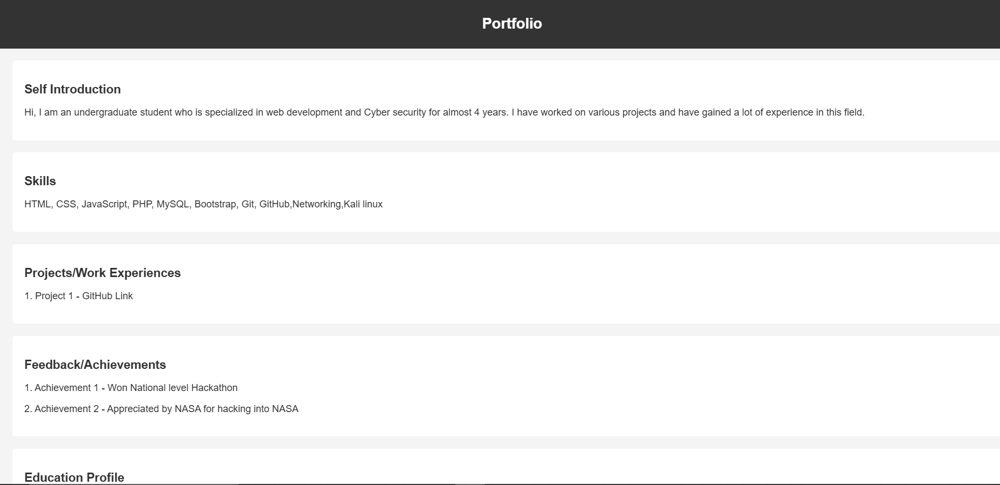 Portfolio
Self Introduction
Hi, I am an undergraduate student who is specialized in web development and Cyber security for almost 4 years. I have worked on various projects and have gained a lot of experience in this field.
Skills
HTML, CSS, JavaScript, PHP, MySQL, Bootstrap, Git, GitHub,Networking,Kali linux
Projects/Work Experiences
1. Project 1 - GitHub Link
Feedback/Achievements
1. Achievement 1 - Won National level Hackathon
2. Achievement 2 - Appreciated by NASA for hacking into NASA
Education Profile